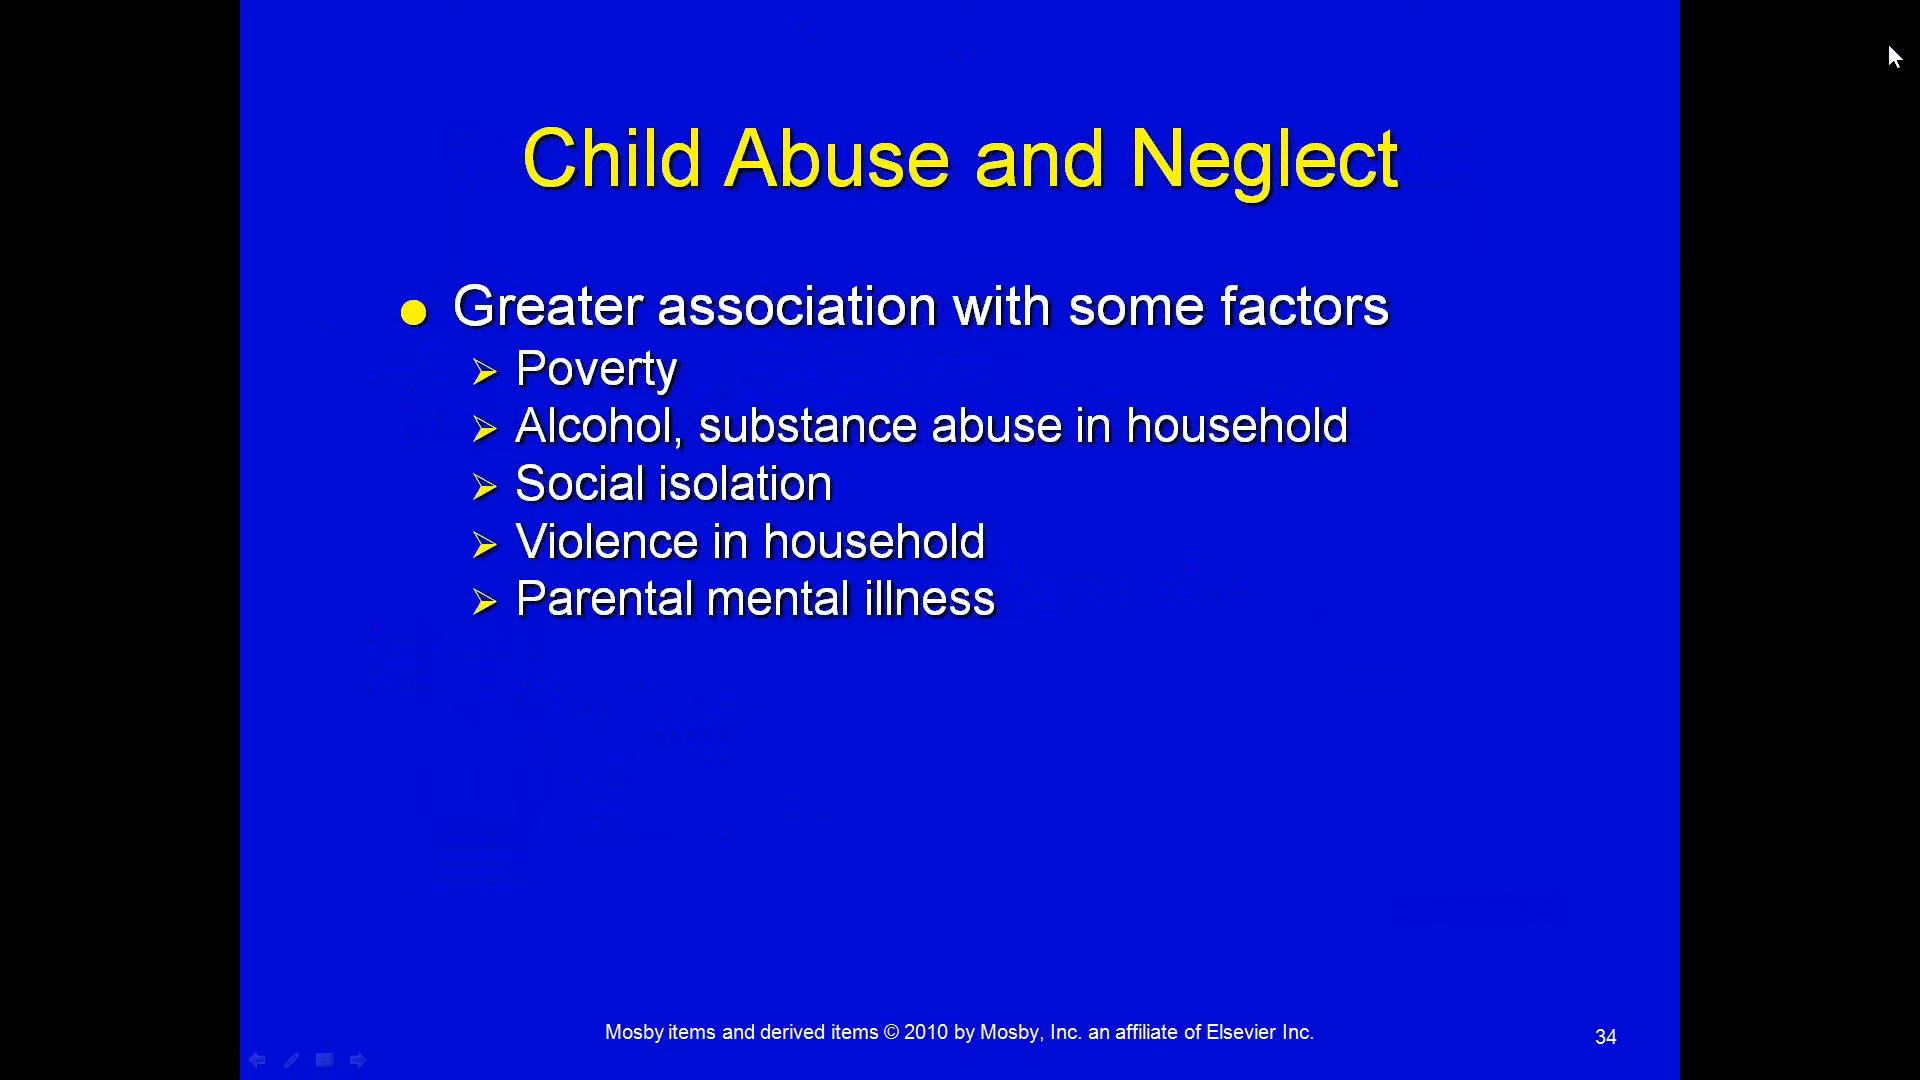 Child Abuse and Neglect
Greater association with some factors
Poverty
Alcohol, substance abuse in household
Social isolation
Violence in household
Parental mental illness
Mosby items and derived items © 2010 by Mosby, Inc. an affiliate of Elsevier Inc.
34